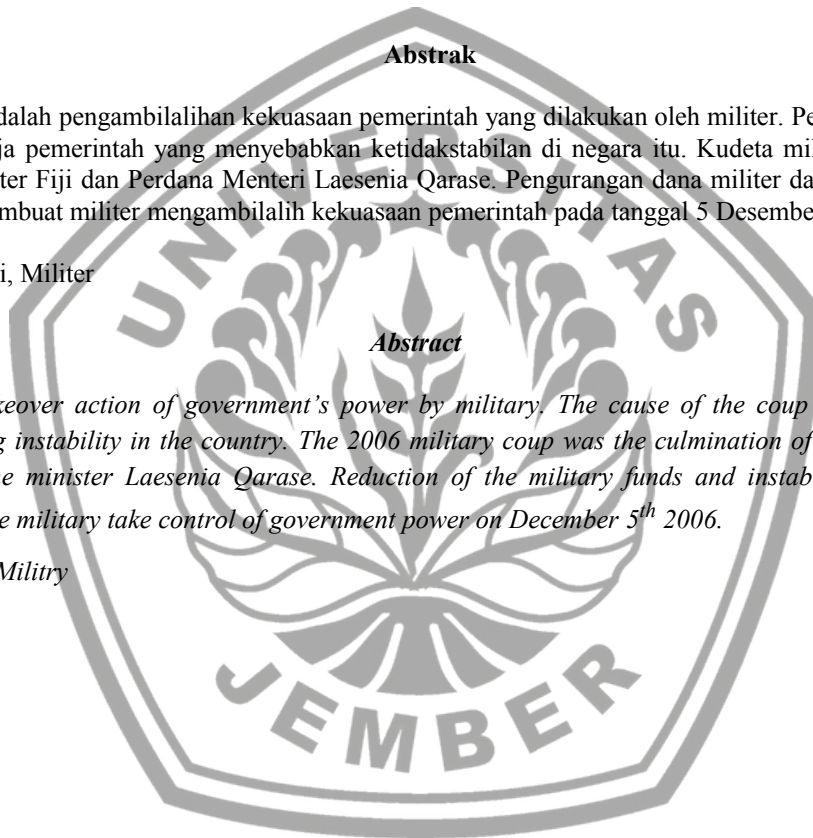 Abstrak
dalah pengambilalihan kekuasaan pemerintah yang dilakukan oleh militer. Pe
ja pemerintah yang menyebabkan ketidakstabilan di negara itu. Kudeta mil
ter Fiji dan Perdana Menteri Laesenia Qarase. Pengurangan dana militer da
mbuat militer mengambilalih kekuasaan pemerintah pada tanggal 5 Desembe
i, Militer
Abstract
keover action of government's power by military. The cause of the coup
g instability in the country. The 2006 military coup was the culmination of
ne minister Laesenia Qarase. Reduction of the military funds and instab
e military take control of government power on December 5th 2006.
Militry
UNIVERSITAS
JEMBER